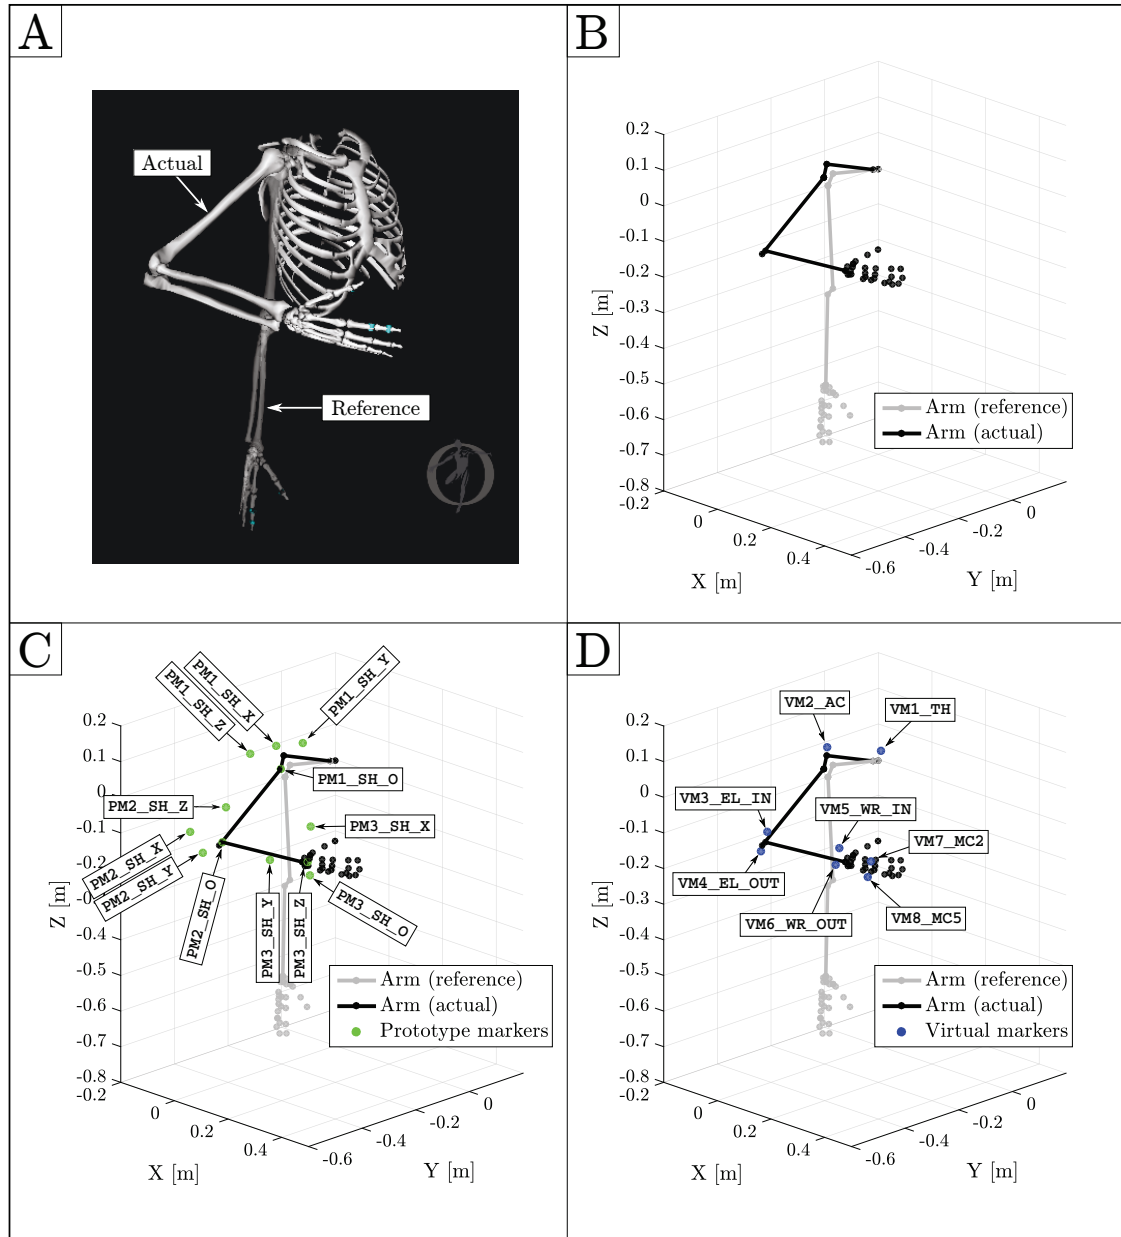 A
Actual
Reference
B
0.2
0.1
0
-0.1
-0.2
-0.3
-0.4
-0.5
-0.6
-0.7
-0.8
Z [m]
-0.2
0
0.2
0.4
X [m]
-0.6
-0.4
-0.2
0
Y [m]
Arm (reference)
Arm (actual)
C
PM1_SH_X
PM1_SH_Z
PM1_SH_Y
PM1_SH_O
PM2_SH_Z
PM3_SH_X
PM2_SH_X
PM2_SH_Y
PM2_SH_O
PM3_SH_Y
PM3_SH_Z
PM3_SH_O
0.2
0.1
0
-0.1
-0.2
-0.3
-0.4
-0.5
-0.6
-0.7
-0.8
Z [m]
-0.2
0
0.2
0.4
X [m]
-0.6
-0.4
-0.2
0
Y [m]
Arm (reference)
Arm (actual)
Prototype markers
D
VM2_AC
VM1_TH
VM3_EL_IN
VM5_WR_IN
VM7_MC2
VM4_EL_OUT
VM6_WR_OUT
VM8_MC5
0.2
0.1
0
-0.1
-0.2
-0.3
-0.4
-0.5
-0.6
-0.7
-0.8
Z [m]
-0.2
0
0.2
0.4
X [m]
-0.6
-0.4
-0.2
0
Y [m]
Arm (reference)
Arm (actual)
Virtual markers